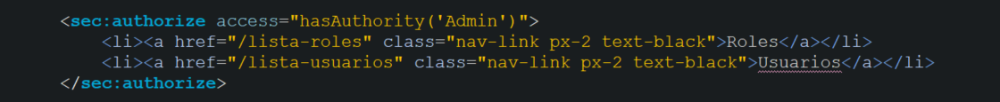 <sec:authorize access="hasAuthority('Admin')">
<li><a href="/lista-roles" class="nav-link px-2 text-black">Roles</a></li>
<li><a href="/lista-usuarios" class="nav-link px-2 text-black">Usuarios</a></li>
</sec:authorize>